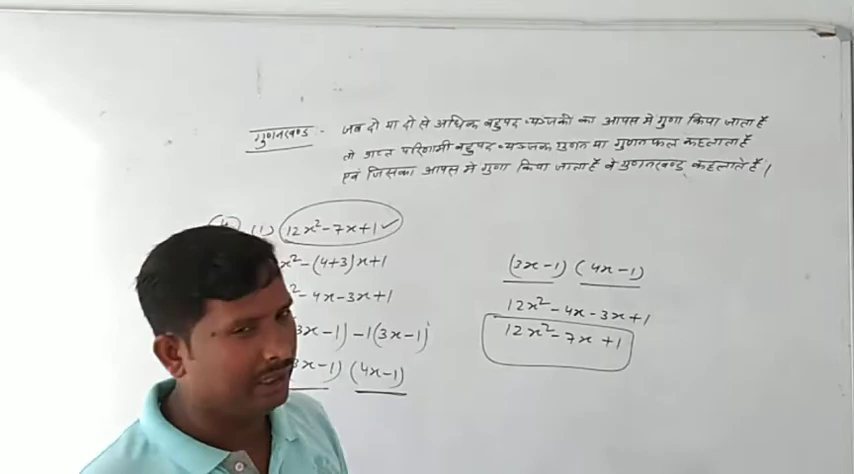 गुणनखण्ड :- जब दो या दो से अधिक बहुपद व्यञ्जकों का आपस मे गुणा किया जाता है
तो प्राप्त परिणामी बहुपद व्यञ्जक गुणन या गुणनफल कहलाता है
एवं जिसका आपस मे गुणा किया जाता है वे गुणनखण्ड कहलाते है।
(1) 12x²-7x+1 ✓
x²-(4+3)x+1
²-4x-3x+1
3x-1) -1(3x-1)
3x-1) (4x-1)
(3x-1) (4x-1)
12x²-4x-3x+1
12x²-7x+1